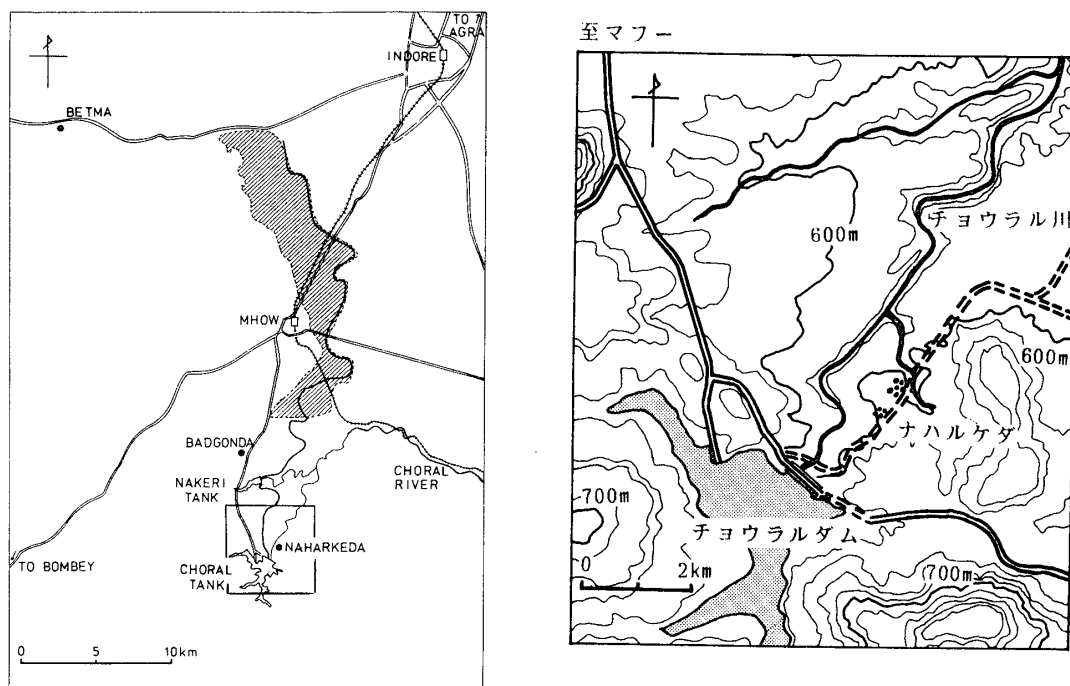 TO
AGRA
INDORE
BETMA
MHOW
BADGONDA
NAKERI
TANK
CHORAL
RIVER
NAHARKEDA
CHORAL
TANK
TO BOMBEY
0 5 10km
至マフー
600m
チョウラル川
600m
ナハルケダ
700m
チョウラルダム
0 2km
700m